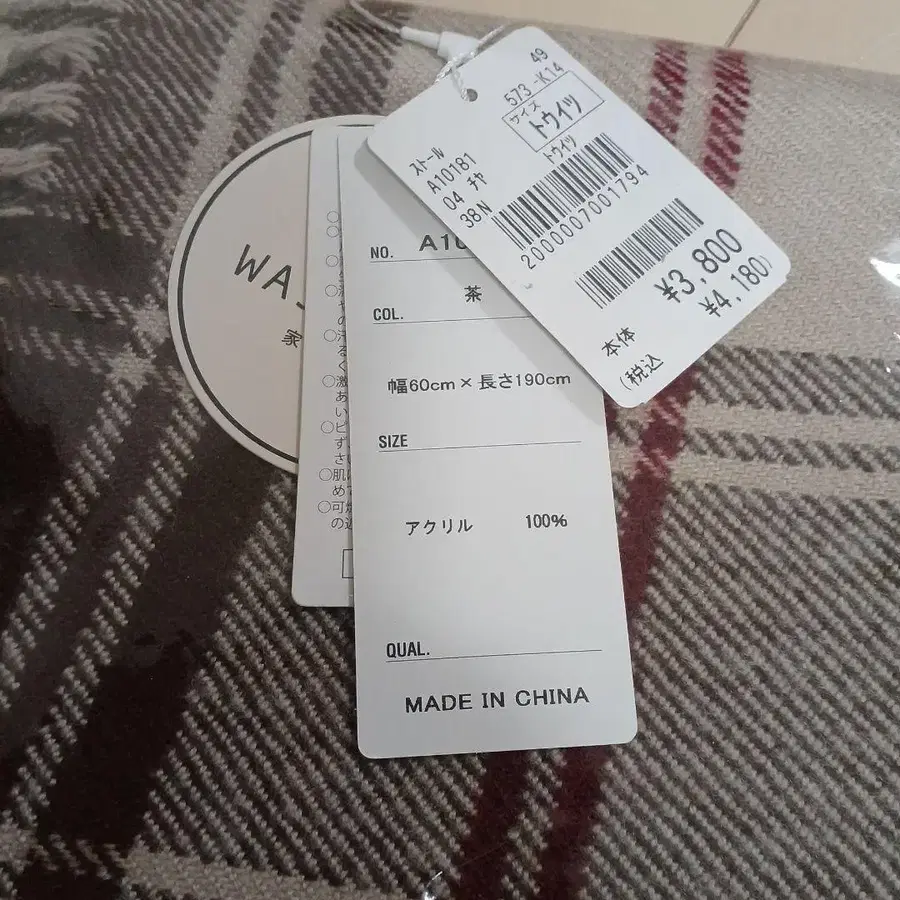 49
573-K14
サイズ
トウイツ
トウイツ
ストール
A10181
04 チヤ
38N
2000007001794
本体 ¥3,800
(税込 ¥4,180)
WA-
家
NO. A10
茶
COL.
幅60cm×長さ190cm
SIZE
アクリル 100%
QUAL.
MADE IN CHINA